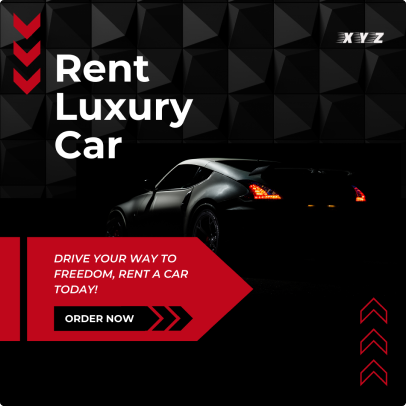 XYZ
Rent
Luxury
Car
DRIVE YOUR WAY TO
FREEDOM, RENT A CAR
TODAY!
ORDER NOW